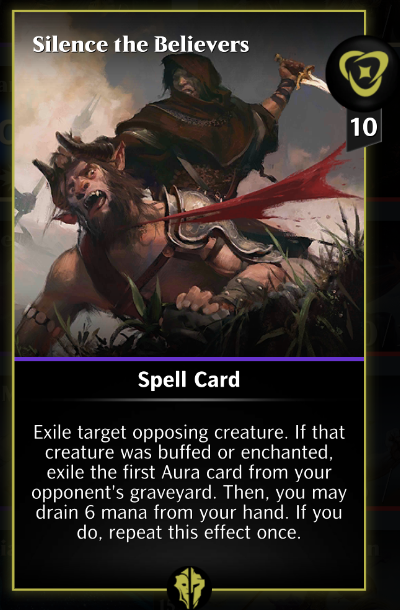 Silence the Believers
10
Spell Card
Exile target opposing creature. If that
creature was buffed or enchanted,
exile the first Aura card from your
opponent's graveyard. Then, you may
drain 6 mana from your hand. If you
do, repeat this effect once.